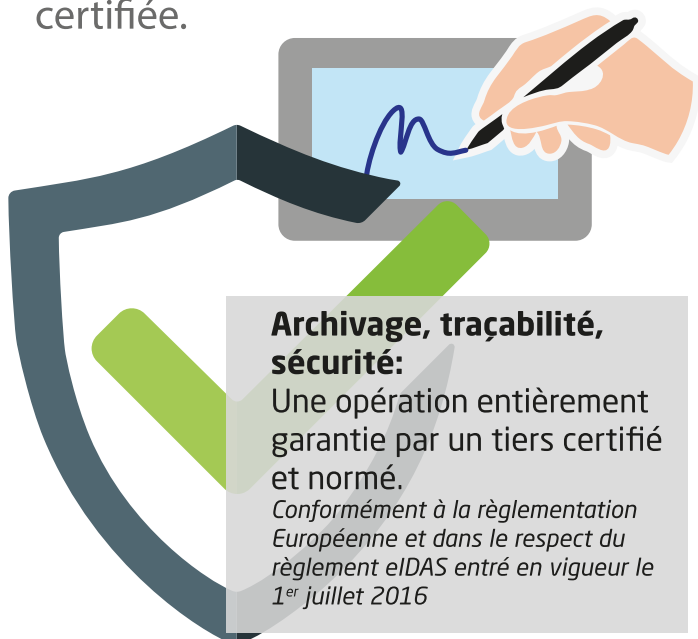 certifiée.
Archivage, traçabilité,
sécurité:
Une opération entièrement
garantie par un tiers certifié
et normé.
Conformément à la règlementation
Européenne et dans le respect du
règlement eIDAS entré en vigueur le
1er juillet 2016